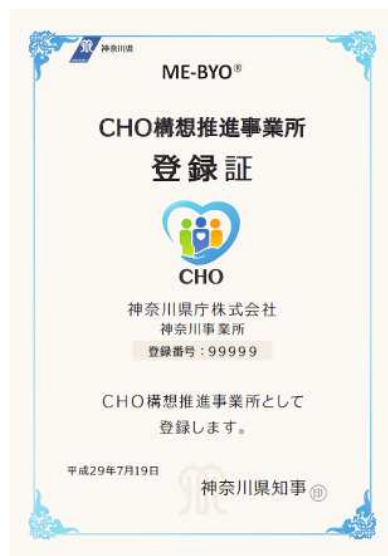 神奈川県
ME-BYO®
CHO構想推進事業所
登録証
CHO
神奈川県庁株式会社
神奈川事業所
登録番号：99999
CHO構想推進事業所として
登録します。
平成29年7月19日
神奈川県知事 印